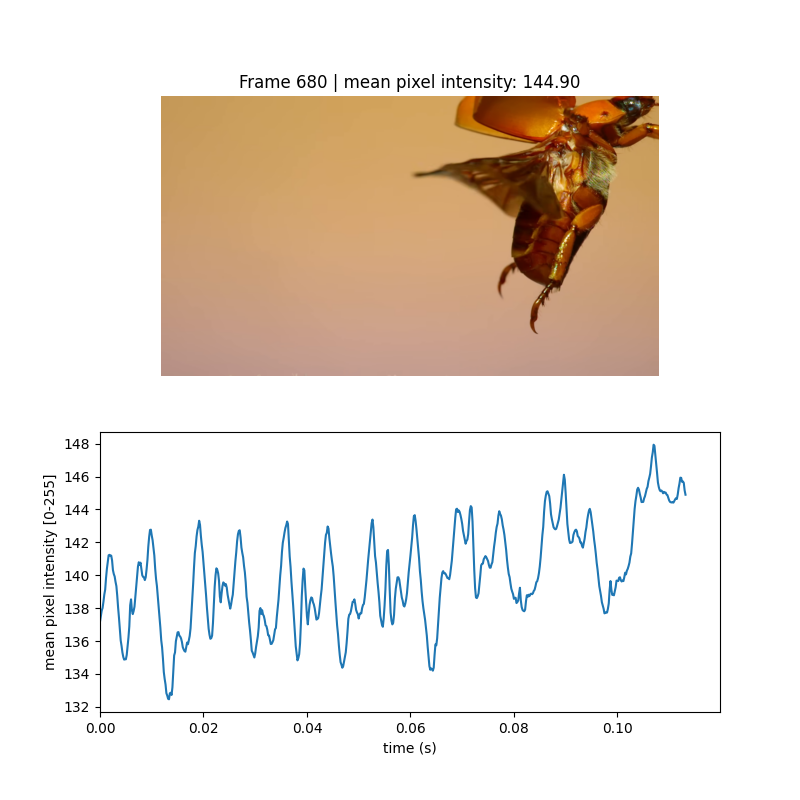 Frame 680 | mean pixel intensity: 144.90
148
146
144
142
140
138
136
134
132
mean pixel intensity [0-255]
0.00 0.02 0.04 0.06 0.08 0.10
time (s)